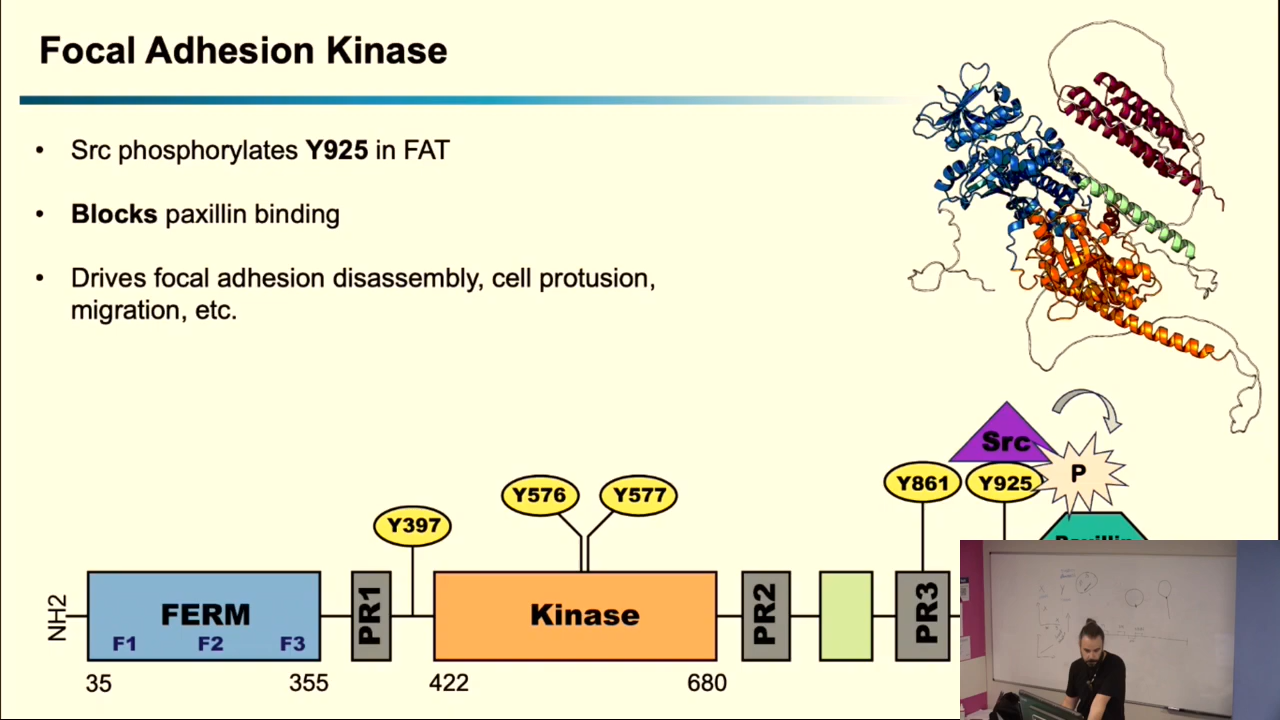 Focal Adhesion Kinase
• Src phosphorylates Y925 in FAT
• Blocks paxillin binding
• Drives focal adhesion disassembly, cell protusion,
migration, etc.
Src
P
Y861
Y925
Y576
Y577
Y397
Paxillin
NH2
FERM
F1 F2 F3
PR1
Kinase
PR2
PR3
35
355
422
680